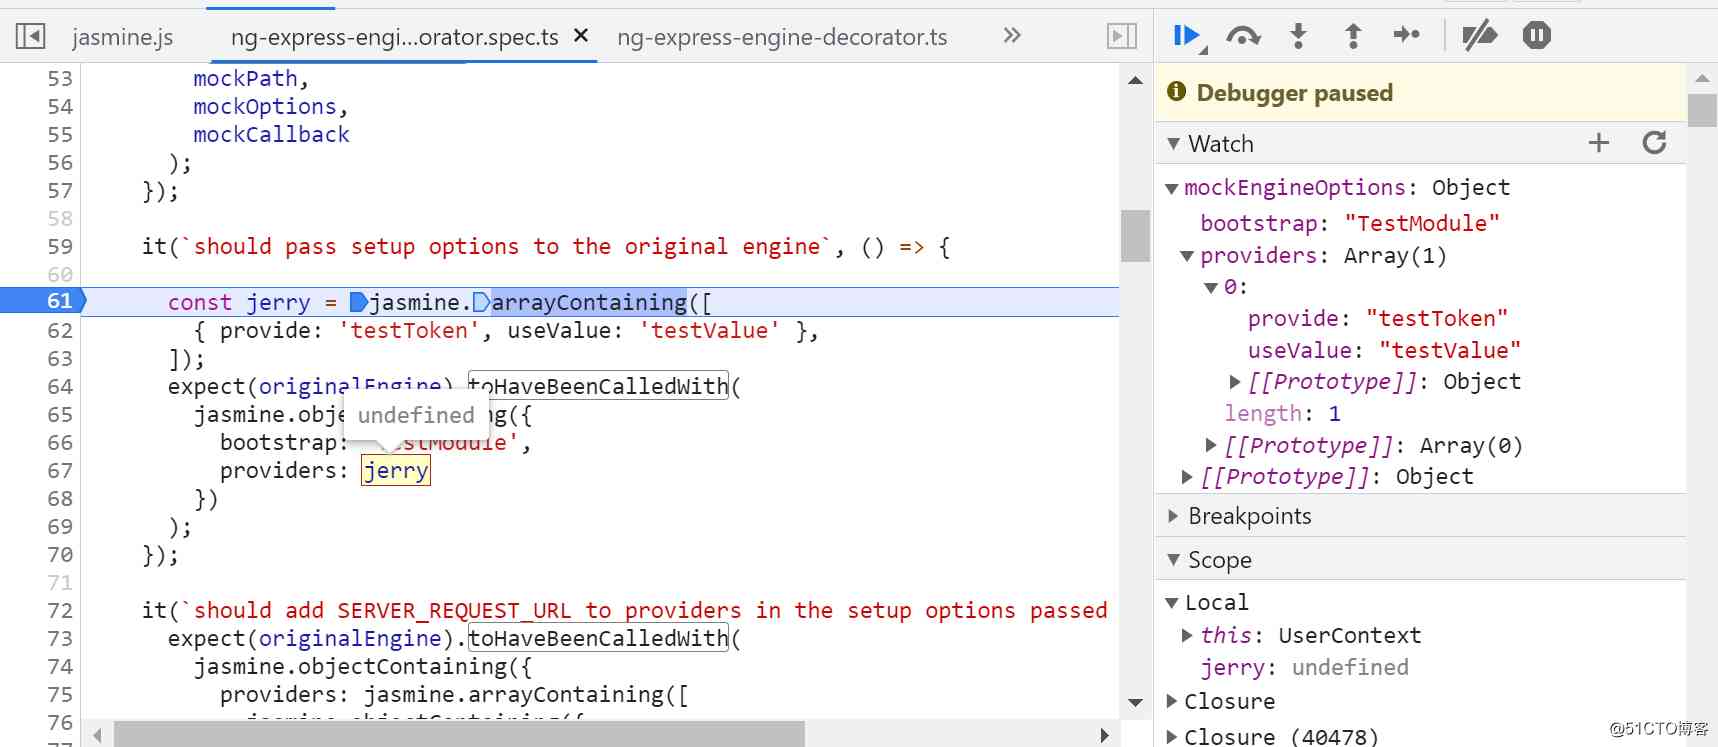 jasmine.js
ng-express-engi...orator.spec.ts ×
ng-express-engine-decorator.ts »
53 mockPath,
54 mockOptions,
55 mockCallback
56 );
57 });
58
59 it(`should pass setup options to the original engine`, () => {
60
61 const jerry = jasmine.arrayContaining([
62 { provide: 'testToken', useValue: 'testValue' },
63 ]);
64 expect(originalEngine).toHaveBeenCalledWith(
65 jasmine.obje ng({
undefined
66 bootstrap: stModule',
67 providers: jerry
68 })
69 );
70 });
71
72 it(`should add SERVER_REQUEST_URL to providers in the setup options passed
73 expect(originalEngine).toHaveBeenCalledWith(
74 jasmine.objectContaining({
75 providers: jasmine.arrayContaining([
76 jasmine.objectContaining({
Debugger paused
Watch
mockEngineOptions: Object
bootstrap: "TestModule"
providers: Array(1)
0:
provide: "testToken"
useValue: "testValue"
[[Prototype]]: Object
length: 1
[[Prototype]]: Array(0)
[[Prototype]]: Object
Breakpoints
Scope
Local
this: UserContext
jerry: undefined
Closure
Closure (40478)
@51CTO博客